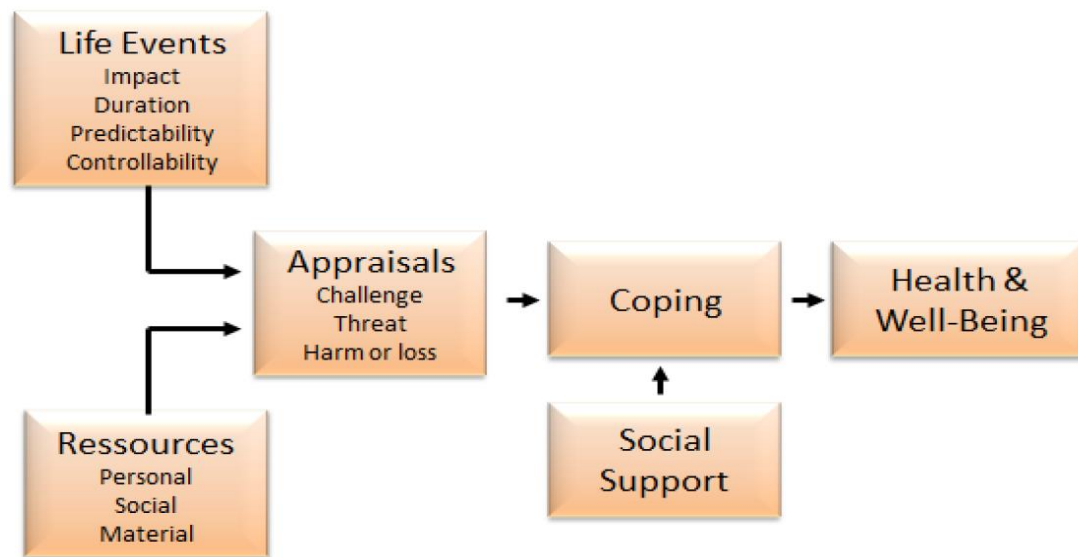 Life Events
Impact
Duration
Predictability
Controllability
Appraisals
Challenge
Threat
Harm or loss
Coping
Health &
Well-Being
Ressources
Personal
Social
Material
Social
Support